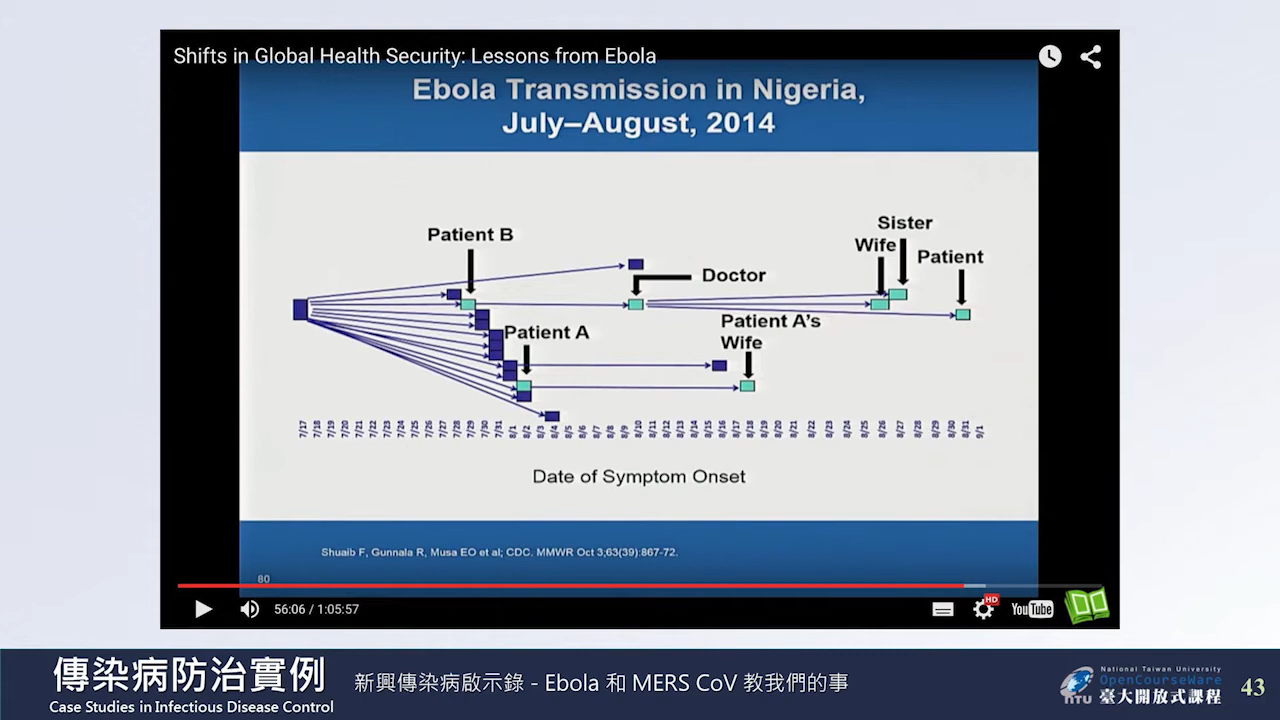 Shifts in Global Health Security: Lessons from Ebola
Ebola Transmission in Nigeria,
July–August, 2014
Sister
Patient B
Wife
Patient
Doctor
Patient A
Patient A's
Wife
7/17 7/18 7/19 7/20 7/21 7/22 7/23 7/24 7/25 7/26 7/27 7/28 7/29 7/30 7/31 8/1 8/2 8/3 8/4 8/5 8/6 8/7 8/8 8/9 8/10 8/11 8/12 8/13 8/14 8/15 8/16 8/17 8/18 8/19 8/20 8/21 8/22 8/23 8/24 8/25 8/26 8/27 8/28 8/29 8/30 8/31 9/1
Date of Symptom Onset
Shuaib F, Gunnala R, Musa EO et al; CDC. MMWR Oct 3;63(39):867-72.
80
56:06 / 1:05:57
HD
YouTube
傳染病防治實例
Case Studies in Infectious Disease Control
新興傳染病啟示錄 - Ebola 和 MERS CoV 教我們的事
NTU
National Taiwan University
OpenCourseWare
臺大開放式課程
43